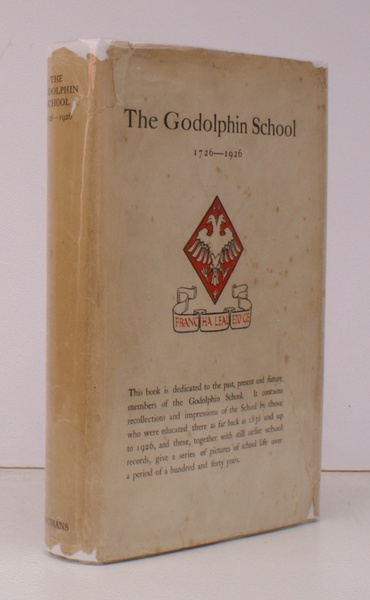 THE
GODOLPHIN
SCHOOL
1726—1926
The Godolphin School
1726—1926
FRANC HA LEAL ETO GE
This book is dedicated to the past, present and future
members of the Godolphin School. It contains
recollections and impressions of the School by those
who were educated there as far back as 1856 and up
to 1926, and these, together with still earlier school
records, give a series of pictures of school life over
a period of a hundred and forty years.